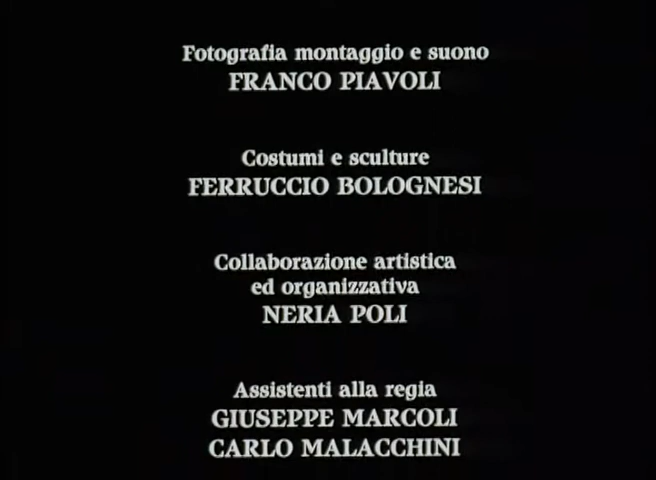 Fotografia montaggio e suono
FRANCO PIAVOLI
Costumi e sculture
FERRUCCIO BOLOGNESI
Collaborazione artistica
ed organizzativa
NERIA POLI
Assistenti alla regia
GIUSEPPE MARCOLI
CARLO MALACCHINI